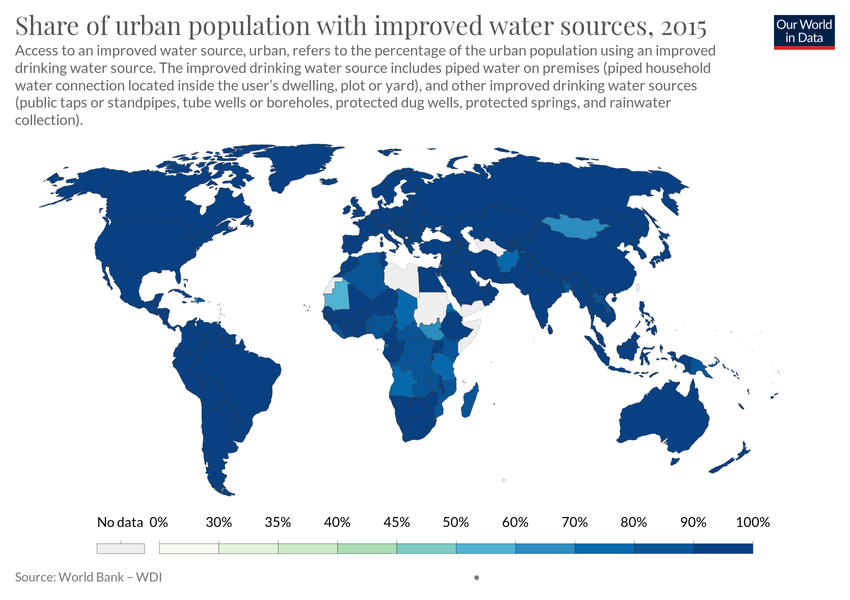 Share of urban population with improved water sources, 2015
Our World
in Data
Access to an improved water source, urban, refers to the percentage of the urban population using an improved
drinking water source. The improved drinking water source includes piped water on premises (piped household
water connection located inside the user's dwelling, plot or yard), and other improved drinking water sources
(public taps or standpipes, tube wells or boreholes, protected dug wells, protected springs, and rainwater
collection).
No data 0% 30% 35% 40% 45% 50% 60% 70% 80% 90% 100%
Source: World Bank – WDI